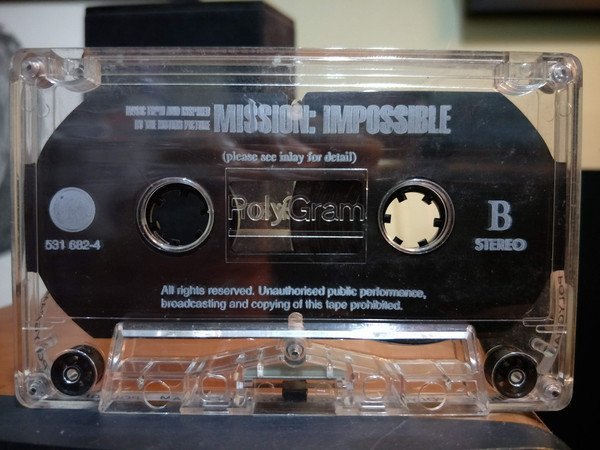 MUSIC FROM AND INSPIRED
BY THE MOTION PICTURE
MISSION: IMPOSSIBLE
(please see inlay for detail)
PolyGram
531 682-4
B
STEREO
All rights reserved. Unauthorised public performance,
broadcasting and copying of this tape prohibited.